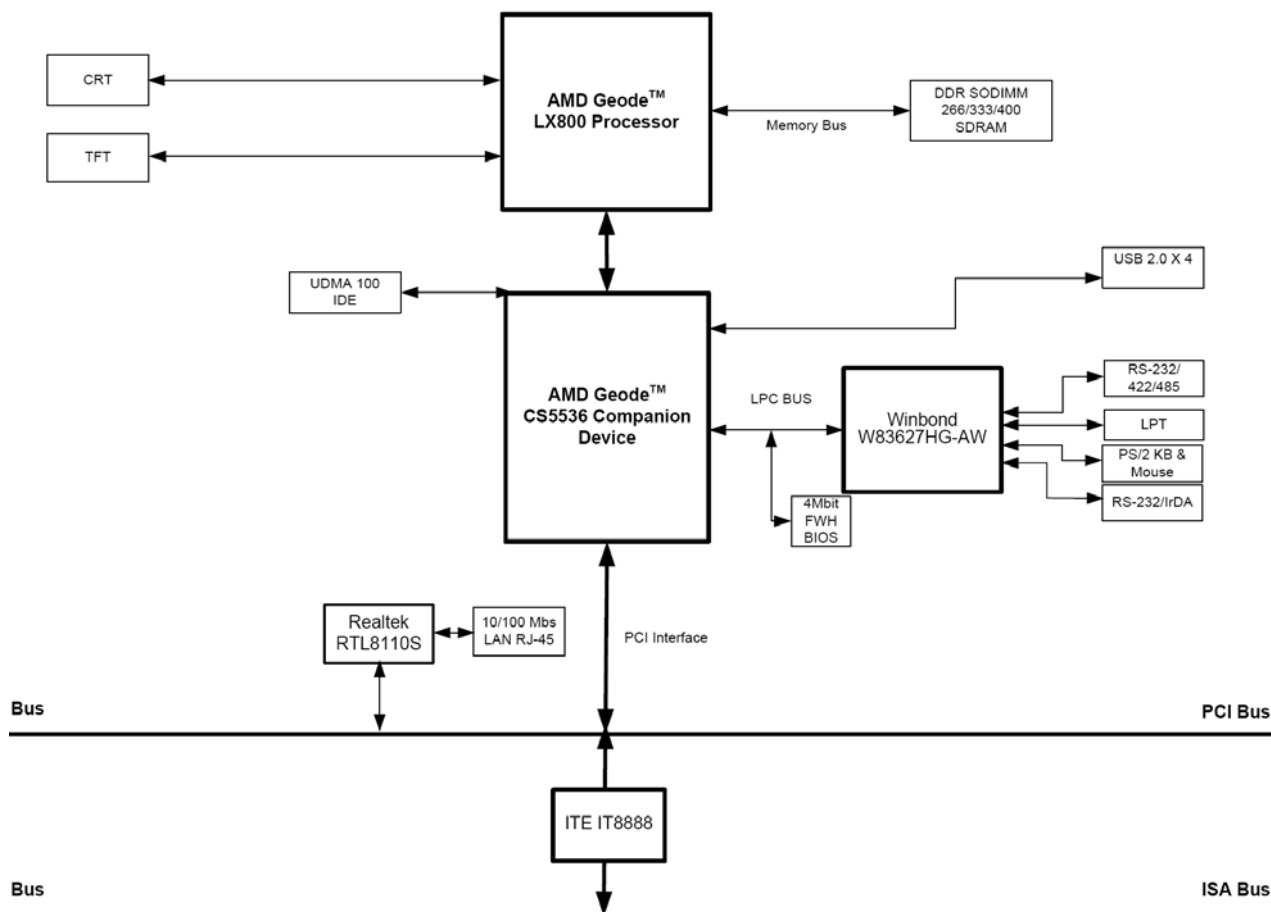 CRT
TFT
AMD Geode™
LX800 Processor
Memory Bus
DDR SODIMM
266/333/400
SDRAM
UDMA 100
IDE
USB 2.0 X 4
AMD Geode™
CS5536 Companion
Device
LPC BUS
Winbond
W83627HG-AW
RS-232/
422/485
LPT
PS/2 KB &
Mouse
RS-232/IrDA
4Mbit
FWH
BIOS
Realtek
RTL8110S
10/100 Mbs
LAN RJ-45
PCI Interface
Bus
PCI Bus
ITE IT8888
Bus
ISA Bus